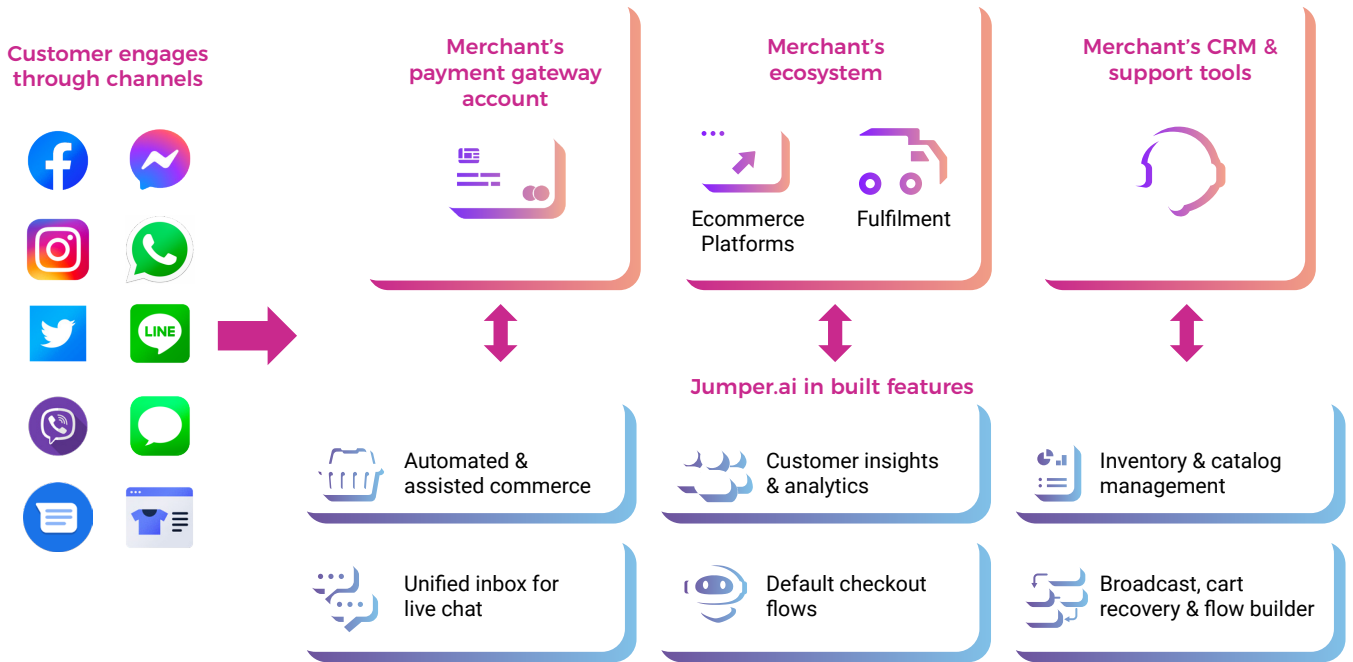 Customer engages
through channels
LINE
Merchant's
payment gateway
account
Merchant's
ecosystem
Ecommerce
Platforms
Fulfilment
Merchant's CRM &
support tools
Jumper.ai in built features
Automated &
assisted commerce
Customer insights
& analytics
Inventory & catalog
management
Unified inbox for
live chat
Default checkout
flows
Broadcast, cart
recovery & flow builder